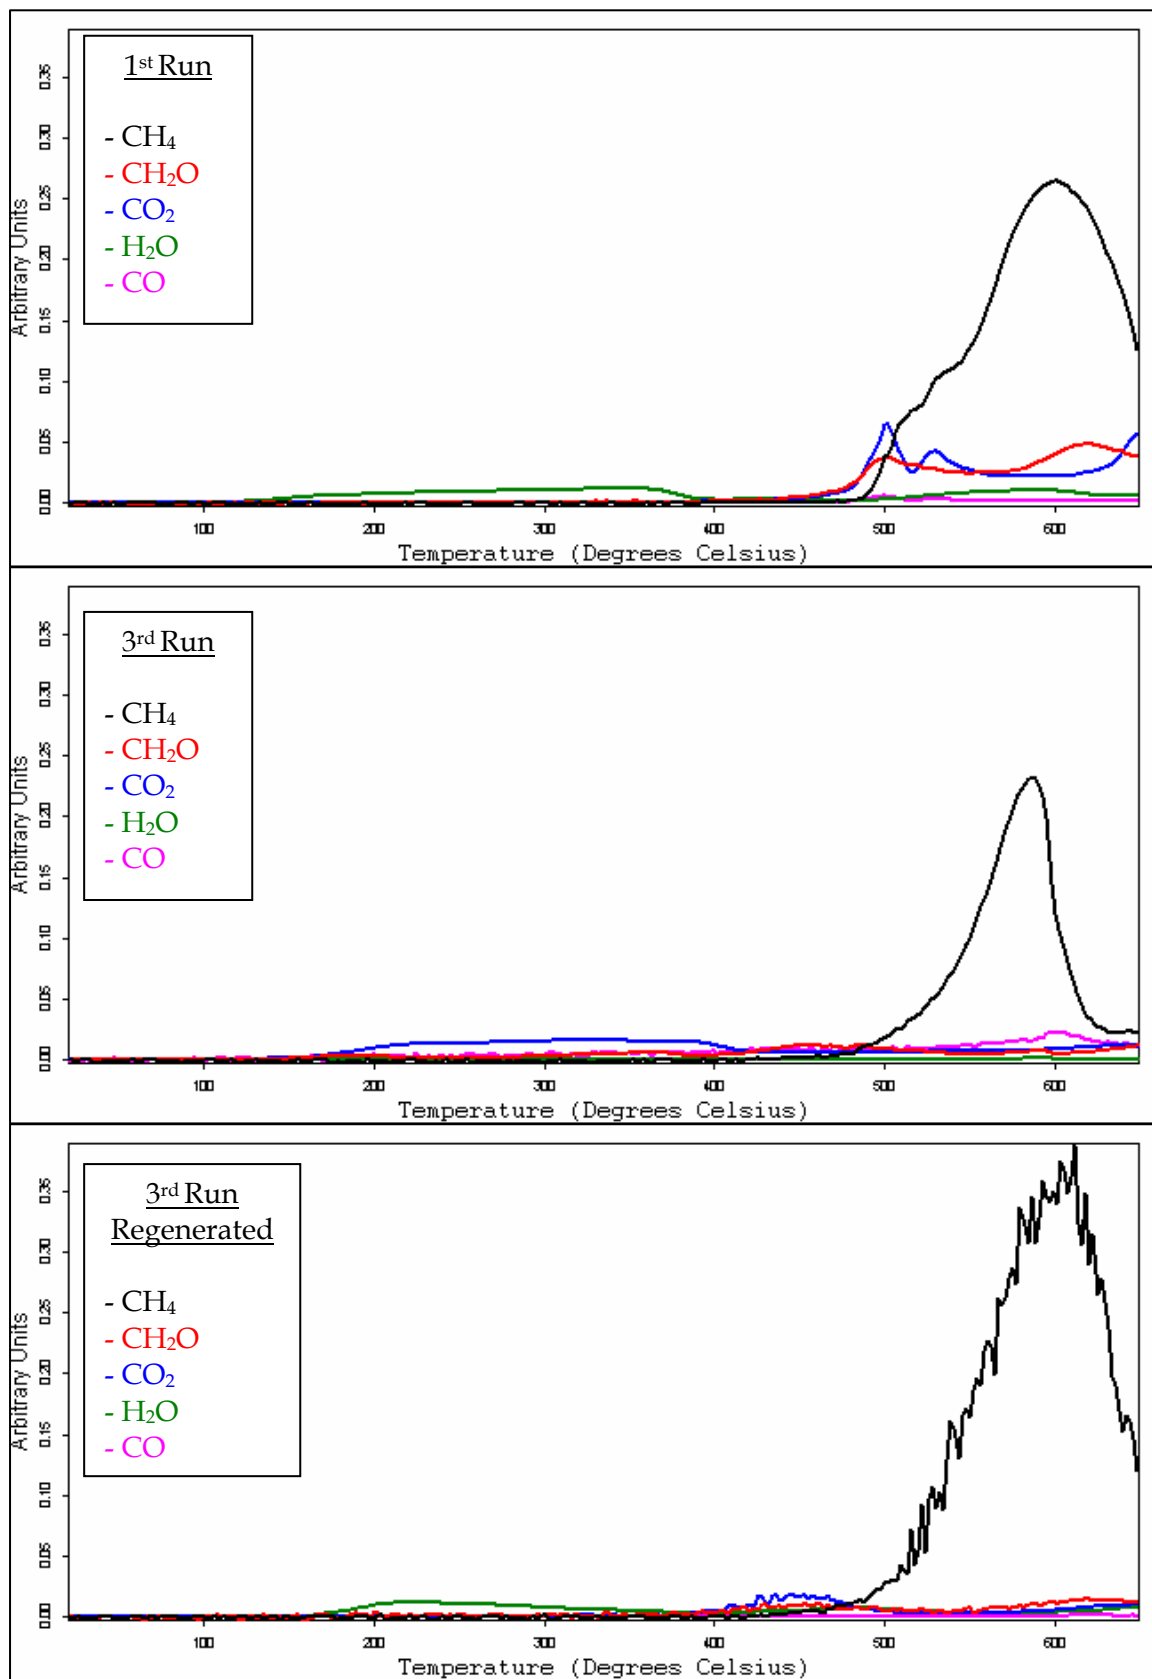 1st Run
- CH4
- CH2O
- CO2
- H2O
- CO
Arbitrary Units
0.35
0.30
0.25
0.20
0.15
0.10
0.05
0.00
100 200 300 400 500 600
Temperature (Degrees Celsius)
3rd Run
- CH4
- CH2O
- CO2
- H2O
- CO
Arbitrary Units
0.35
0.30
0.25
0.20
0.15
0.10
0.05
0.00
100 200 300 400 500 600
Temperature (Degrees Celsius)
3rd Run
Regenerated
- CH4
- CH2O
- CO2
- H2O
- CO
Arbitrary Units
0.35
0.30
0.25
0.20
0.15
0.10
0.05
0.00
100 200 300 400 500 600
Temperature (Degrees Celsius)